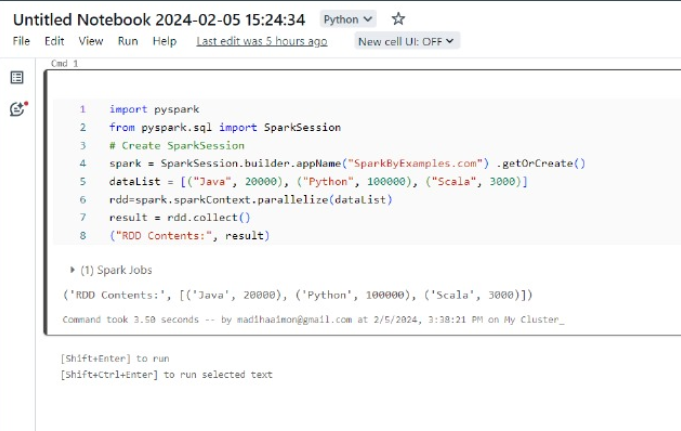 Untitled Notebook 2024-02-05 15:24:34 Python
File Edit View Run Help Last edit was 5 hours ago New cell UI: OFF
Cmd 1
1 import pyspark
2 from pyspark.sql import SparkSession
3 # Create SparkSession
4 spark = SparkSession.builder.appName("SparkByExamples.com") .getOrCreate()
5 dataList = [("Java", 20000), ("Python", 100000), ("Scala", 3000)]
6 rdd=spark.sparkContext.parallelize(dataList)
7 result = rdd.collect()
8 ("RDD Contents:", result)
(1) Spark Jobs
('RDD Contents:', [('Java', 20000), ('Python', 100000), ('Scala', 3000)])
Command took 3.50 seconds -- by madihaaimon@gmail.com at 2/5/2024, 3:38:21 PM on My Cluster_
[Shift+Enter] to run
[Shift+Ctrl+Enter] to run selected text